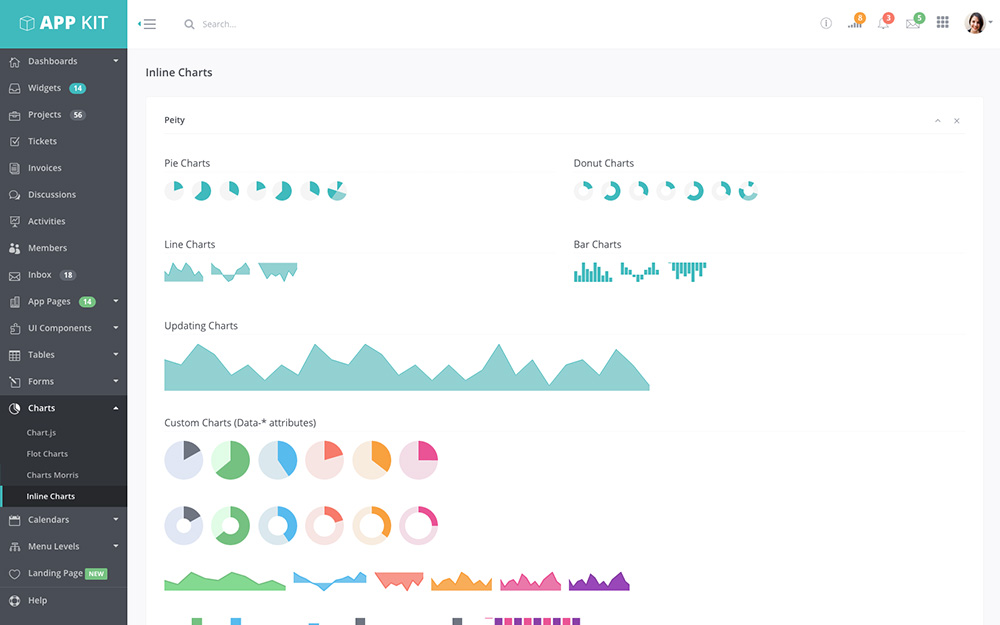 APP KIT
Search...
8
3
5
Dashboards
Widgets 14
Projects 56
Tickets
Invoices
Discussions
Activities
Members
Inbox 18
App Pages 14
UI Components
Tables
Forms
Charts
Chart.js
Flot Charts
Charts Morris
Inline Charts
Calendars
Menu Levels
Landing Page NEW
Help
Inline Charts
Peity
Pie Charts
Donut Charts
Line Charts
Bar Charts
Updating Charts
Custom Charts (Data-* attributes)